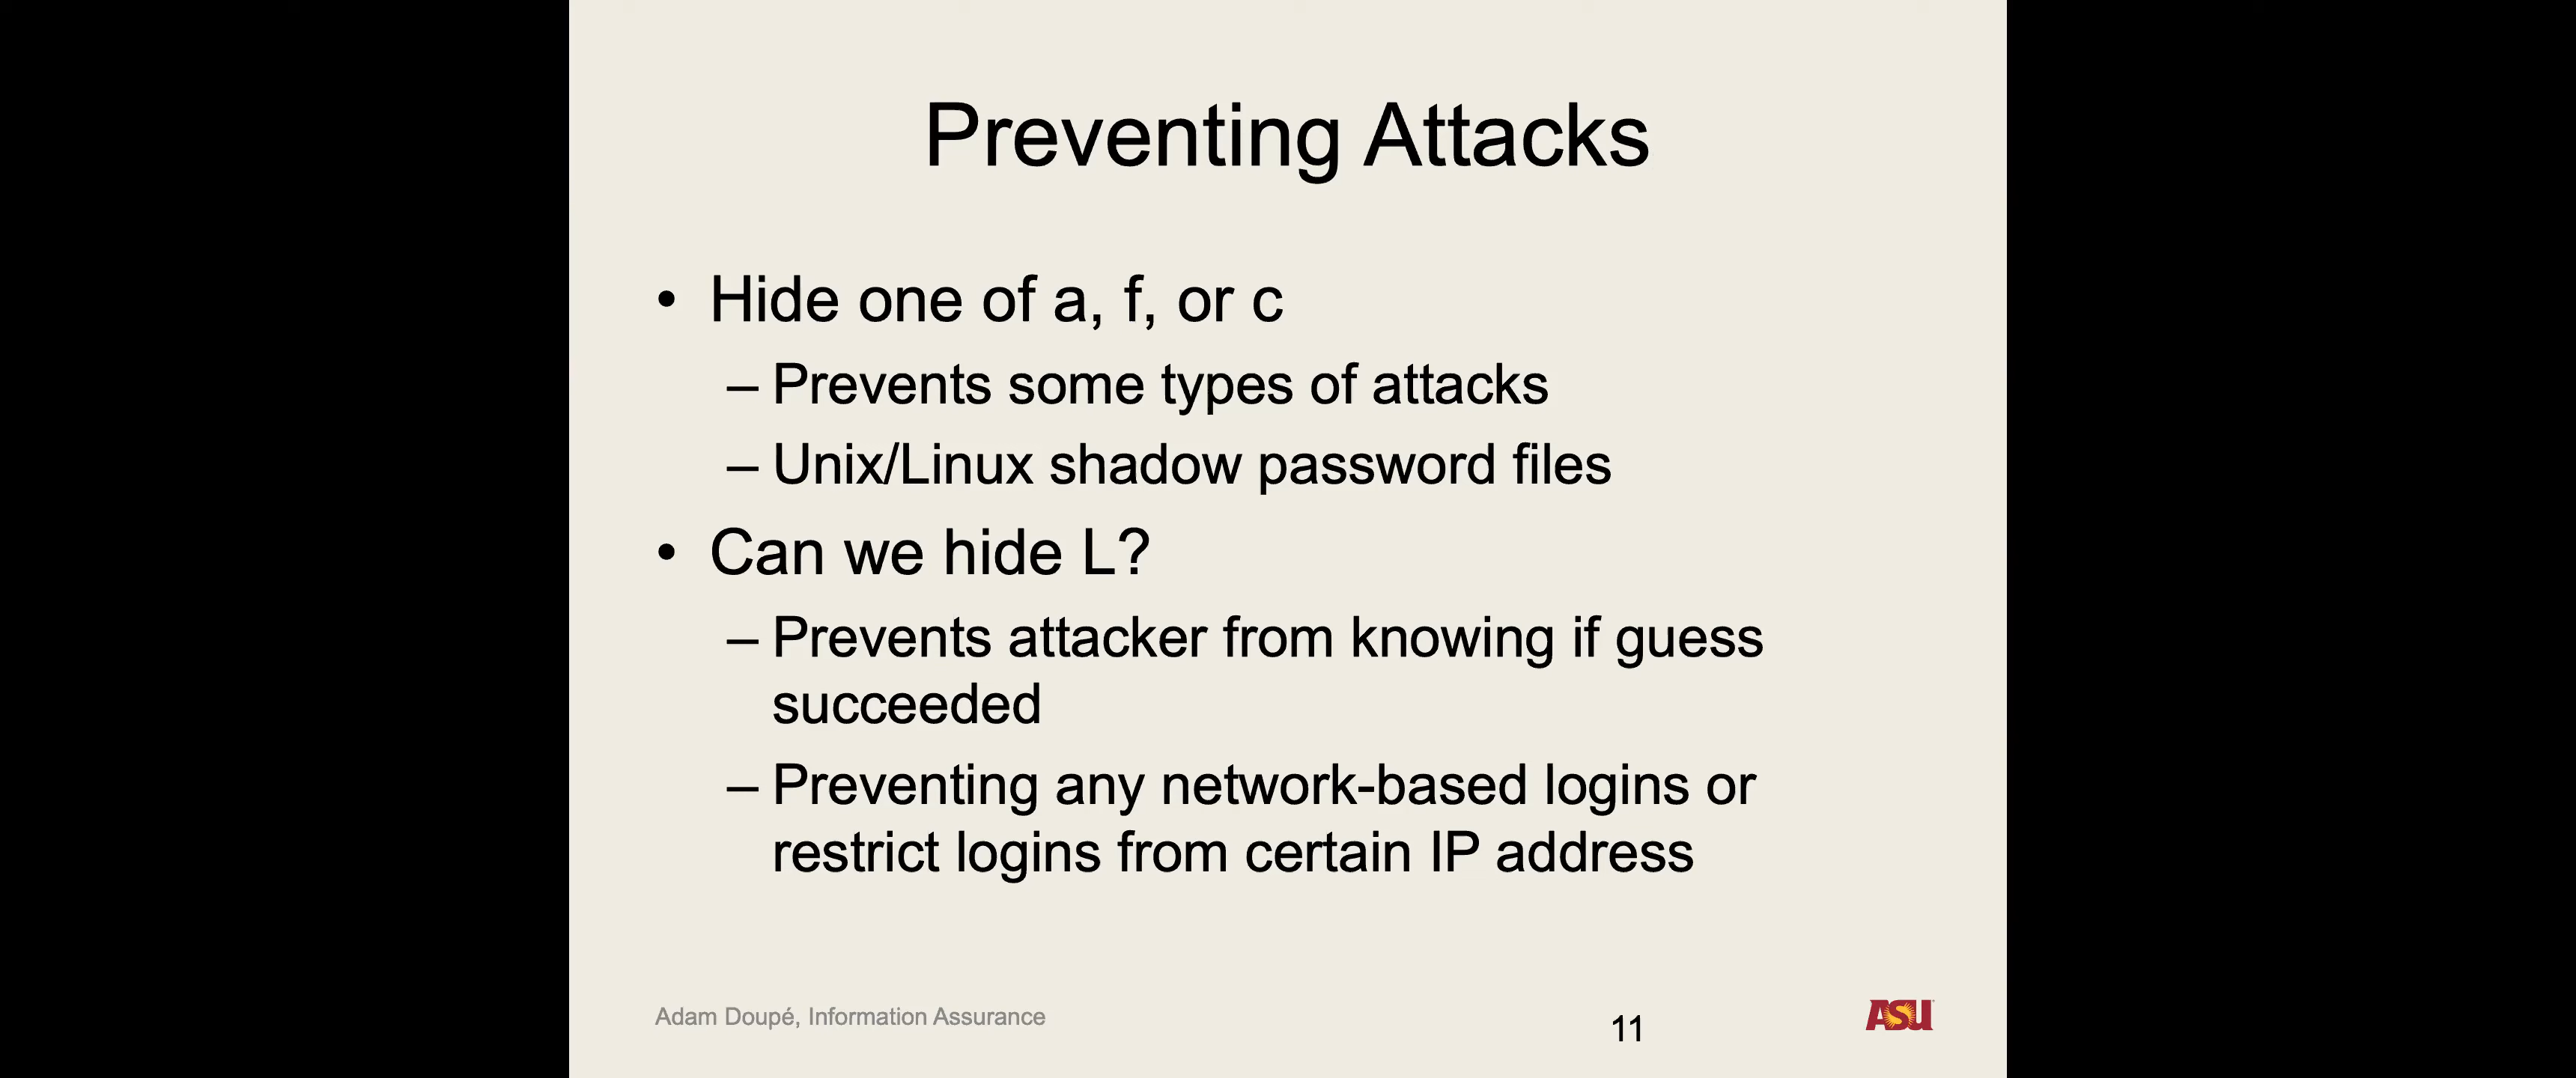 Preventing Attacks
• Hide one of a, f, or c
– Prevents some types of attacks
– Unix/Linux shadow password files
• Can we hide L?
– Prevents attacker from knowing if guess
succeeded
– Preventing any network-based logins or
restrict logins from certain IP address
Adam Doupé, Information Assurance
11
ASU